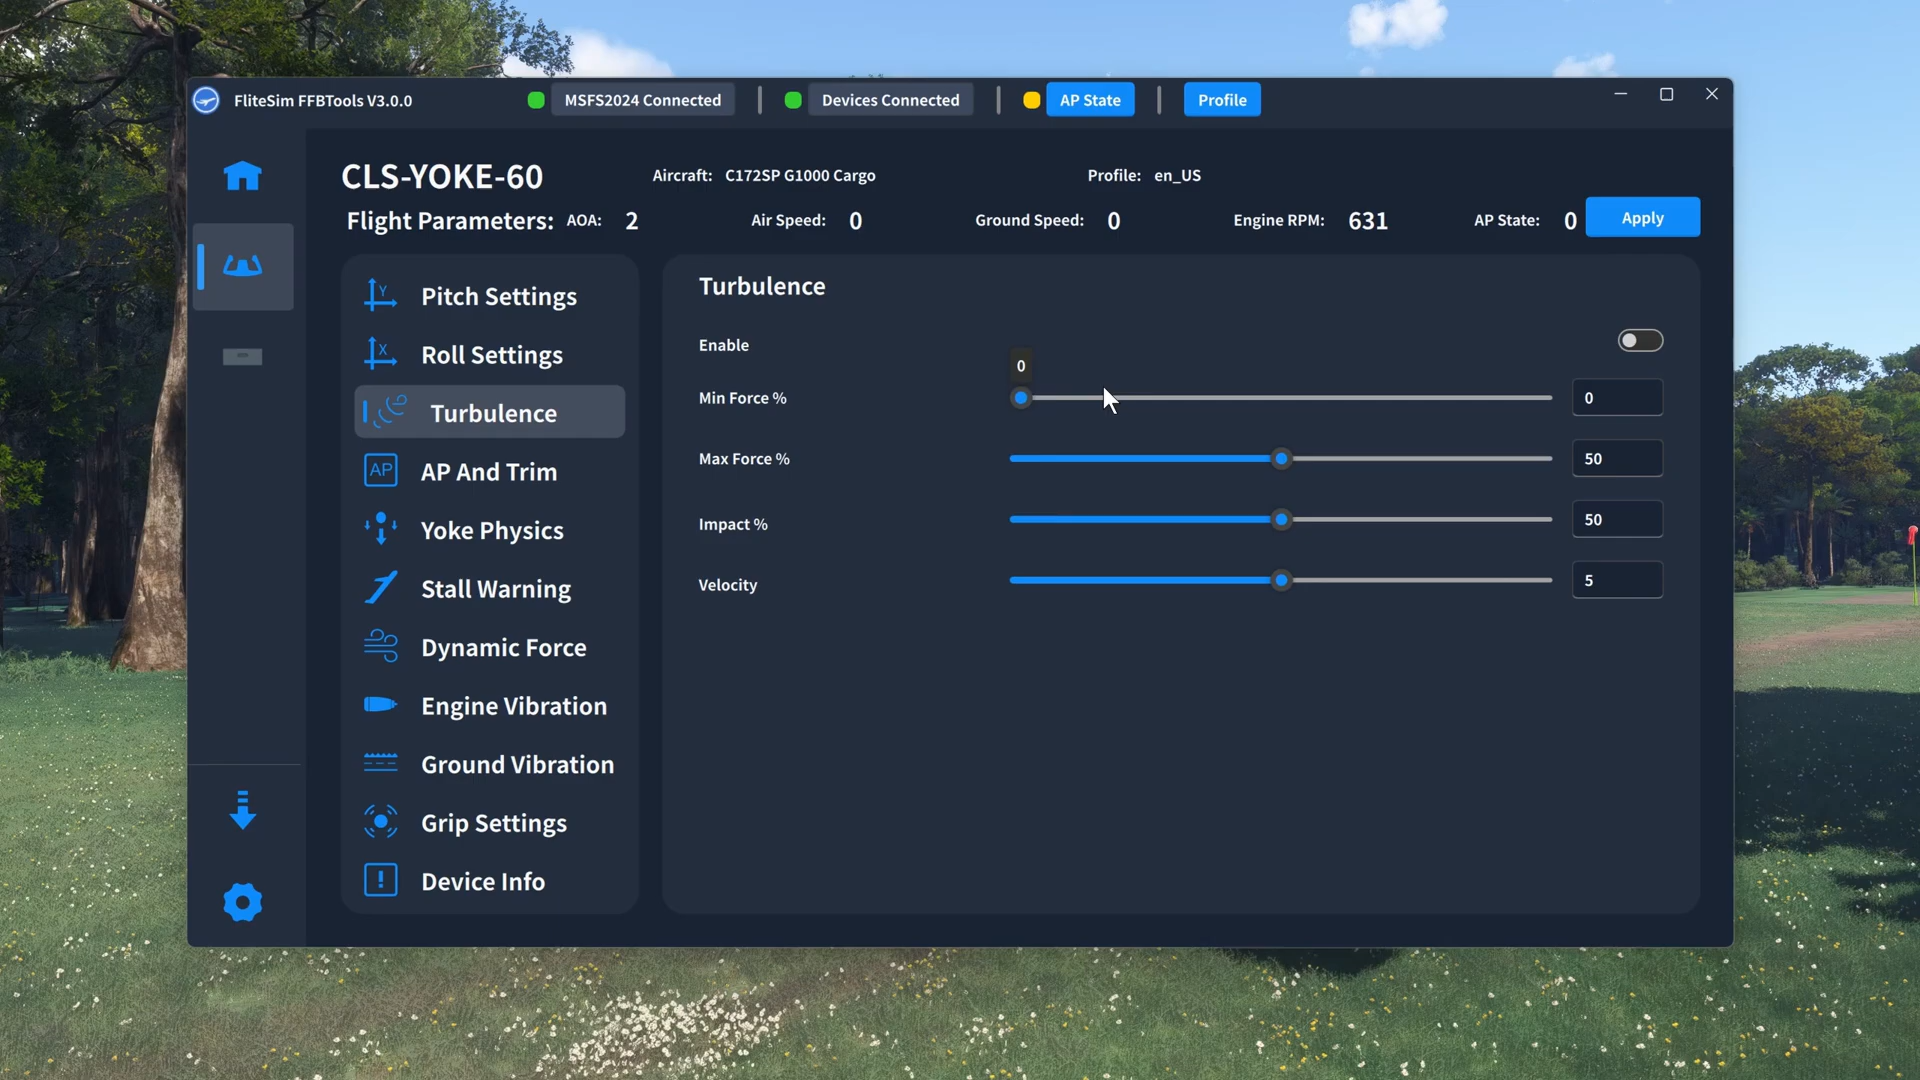 FliteSim FFBTools V3.0.0
MSFS2024 Connected
Devices Connected
AP State
Profile
CLS-YOKE-60
Aircraft: C172SP G1000 Cargo
Profile: en_US
Flight Parameters: AOA: 2
Air Speed: 0
Ground Speed: 0
Engine RPM: 631
AP State: 0
Apply
Y
Pitch Settings
X
Roll Settings
Turbulence
AP
AP And Trim
Yoke Physics
Stall Warning
Dynamic Force
Engine Vibration
Ground Vibration
Grip Settings
!
Device Info
Turbulence
Enable
0
Min Force % 0
Max Force % 50
Impact % 50
Velocity 5